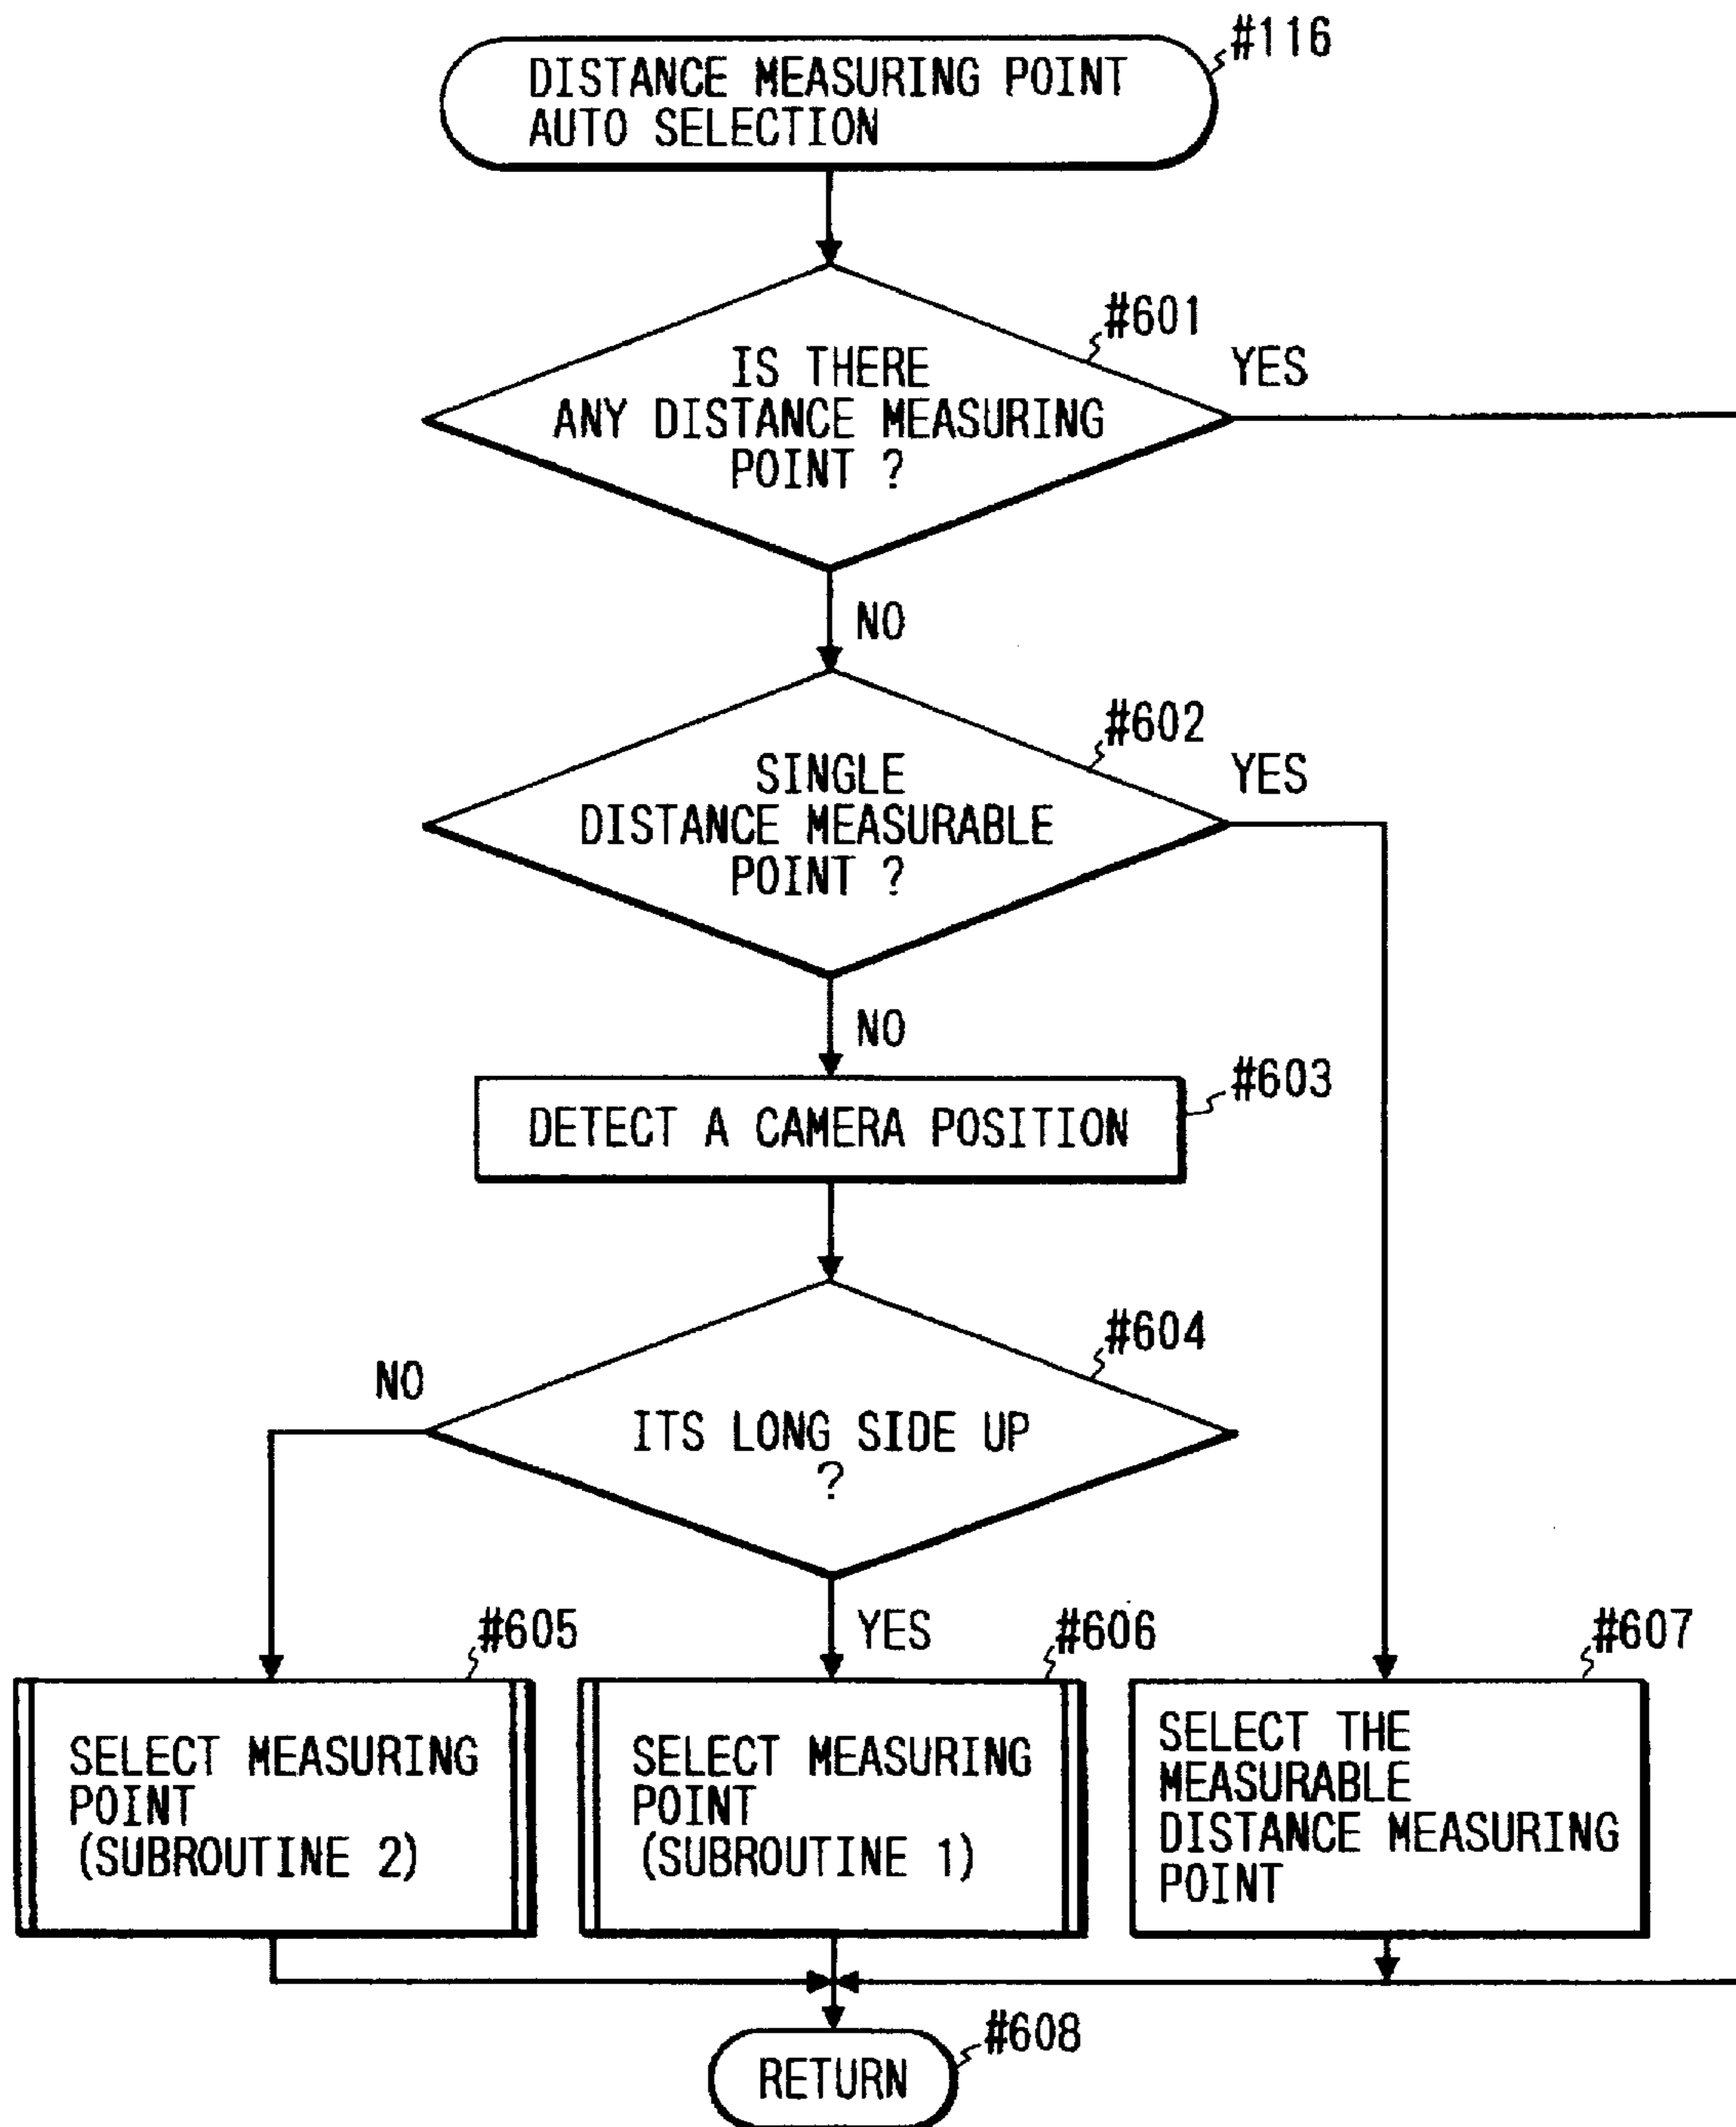 #116
DISTANCE MEASURING POINT
AUTO SELECTION
#601
IS THERE
ANY DISTANCE MEASURING
POINT ?
YES
NO
#602
SINGLE
DISTANCE MEASURABLE
POINT ?
YES
NO
#603
DETECT A CAMERA POSITION
#604
NO
ITS LONG SIDE UP
?
YES
#605
SELECT MEASURING
POINT
(SUBROUTINE 2)
#606
SELECT MEASURING
POINT
(SUBROUTINE 1)
#607
SELECT THE
MEASURABLE
DISTANCE MEASURING
POINT
#608
RETURN